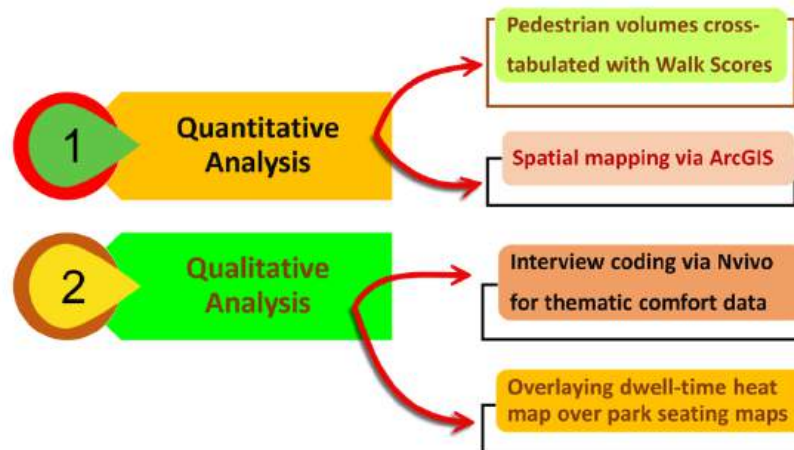 1
Quantitative
Analysis
Pedestrian volumes cross-
tabulated with Walk Scores
Spatial mapping via ArcGIS
2
Qualitative
Analysis
Interview coding via Nvivo
for thematic comfort data
Overlaying dwell-time heat
map over park seating maps